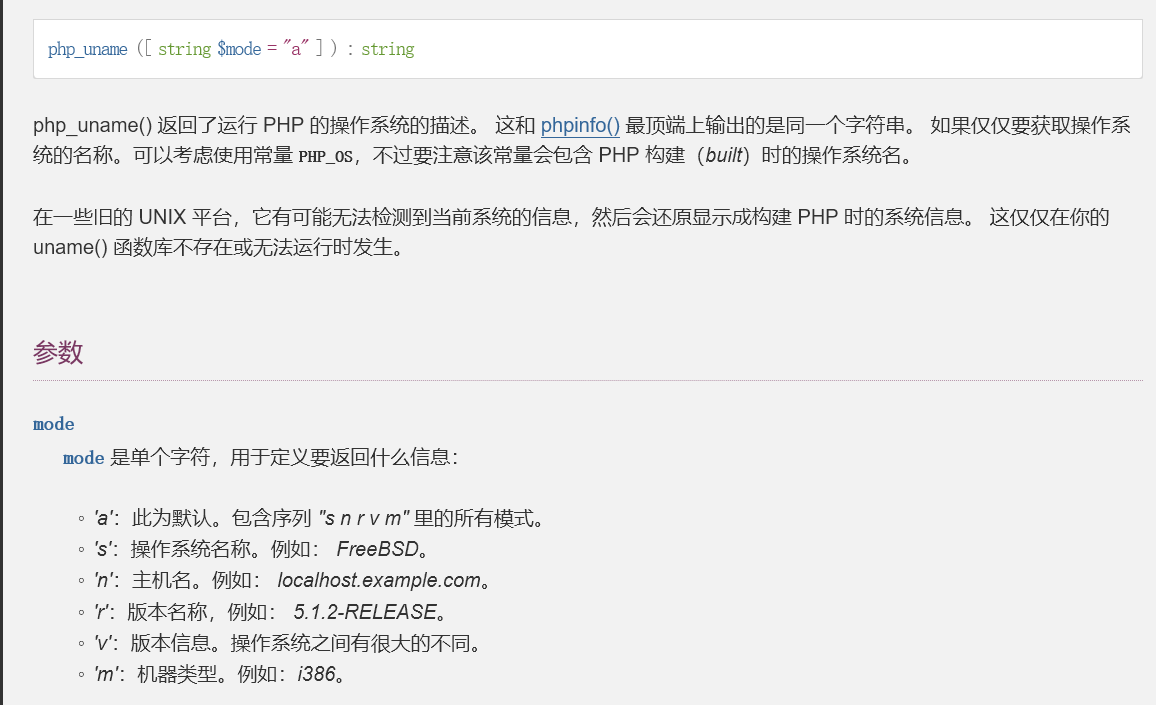 php_uname ([ string $mode = "a" ] ) : string
php_uname() 返回了运行 PHP 的操作系统的描述。 这和 phpinfo() 最顶端上输出的是同一个字符串。 如果仅仅要获取操作系
统的名称。可以考虑使用常量 PHP_OS，不过要注意该常量会包含 PHP 构建（built）时的操作系统名。
在一些旧的 UNIX 平台，它有可能无法检测到当前系统的信息，然后会还原显示成构建 PHP 时的系统信息。 这仅仅在你的
uname() 函数库不存在或无法运行时发生。
参数
mode
mode 是单个字符，用于定义要返回什么信息：
◦ 'a'：此为默认。包含序列 "s n r v m" 里的所有模式。
◦ 's'：操作系统名称。例如： FreeBSD。
◦ 'n'：主机名。例如： localhost.example.com。
◦ 'r'：版本名称，例如： 5.1.2-RELEASE。
◦ 'v'：版本信息。操作系统之间有很大的不同。
◦ 'm'：机器类型。例如：i386。